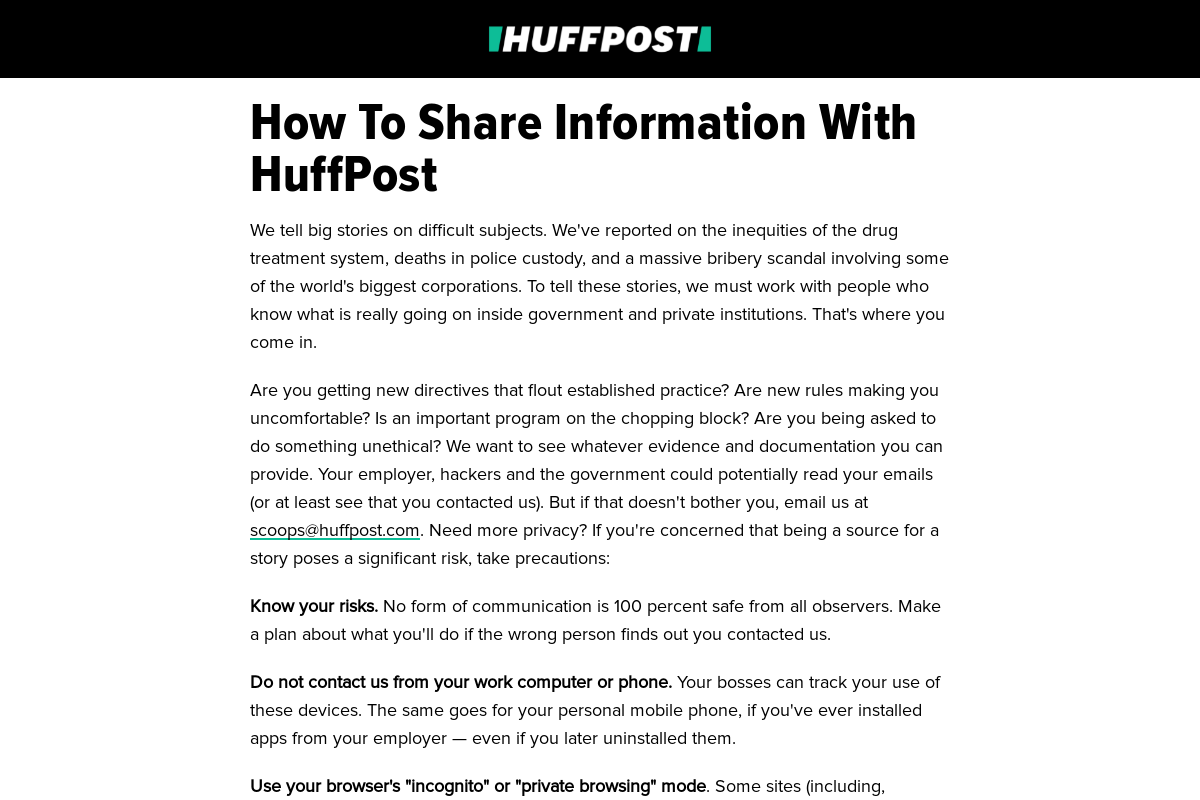 HUFFPOST
How To Share Information With
HuffPost
We tell big stories on difficult subjects. We've reported on the inequities of the drug
treatment system, deaths in police custody, and a massive bribery scandal involving some
of the world's biggest corporations. To tell these stories, we must work with people who
know what is really going on inside government and private institutions. That's where you
come in.
Are you getting new directives that flout established practice? Are new rules making you
uncomfortable? Is an important program on the chopping block? Are you being asked to
do something unethical? We want to see whatever evidence and documentation you can
provide. Your employer, hackers and the government could potentially read your emails
(or at least see that you contacted us). But if that doesn't bother you, email us at
scoops@huffpost.com. Need more privacy? If you're concerned that being a source for a
story poses a significant risk, take precautions:
Know your risks. No form of communication is 100 percent safe from all observers. Make
a plan about what you'll do if the wrong person finds out you contacted us.
Do not contact us from your work computer or phone. Your bosses can track your use of
these devices. The same goes for your personal mobile phone, if you've ever installed
apps from your employer — even if you later uninstalled them.
Use your browser's "incognito" or "private browsing" mode. Some sites (including,